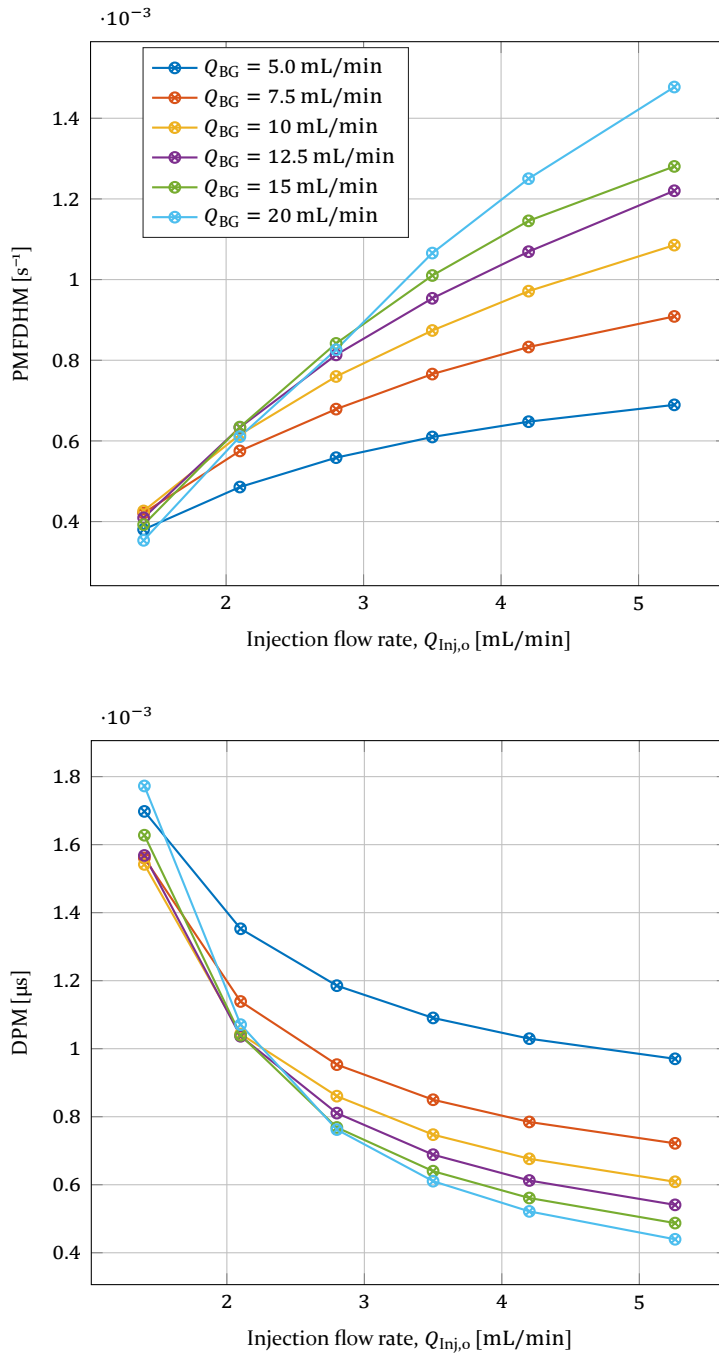 ·10⁻³
1.4
1.2
1
0.8
0.6
0.4
PMFDHM [s⁻¹]
Q_BG = 5.0 mL/min
Q_BG = 7.5 mL/min
Q_BG = 10 mL/min
Q_BG = 12.5 mL/min
Q_BG = 15 mL/min
Q_BG = 20 mL/min
2 3 4 5
Injection flow rate, Q_Inj,o [mL/min]
·10⁻³
1.8
1.6
1.4
1.2
1
0.8
0.6
0.4
DPM [μs]
2 3 4 5
Injection flow rate, Q_Inj,o [mL/min]